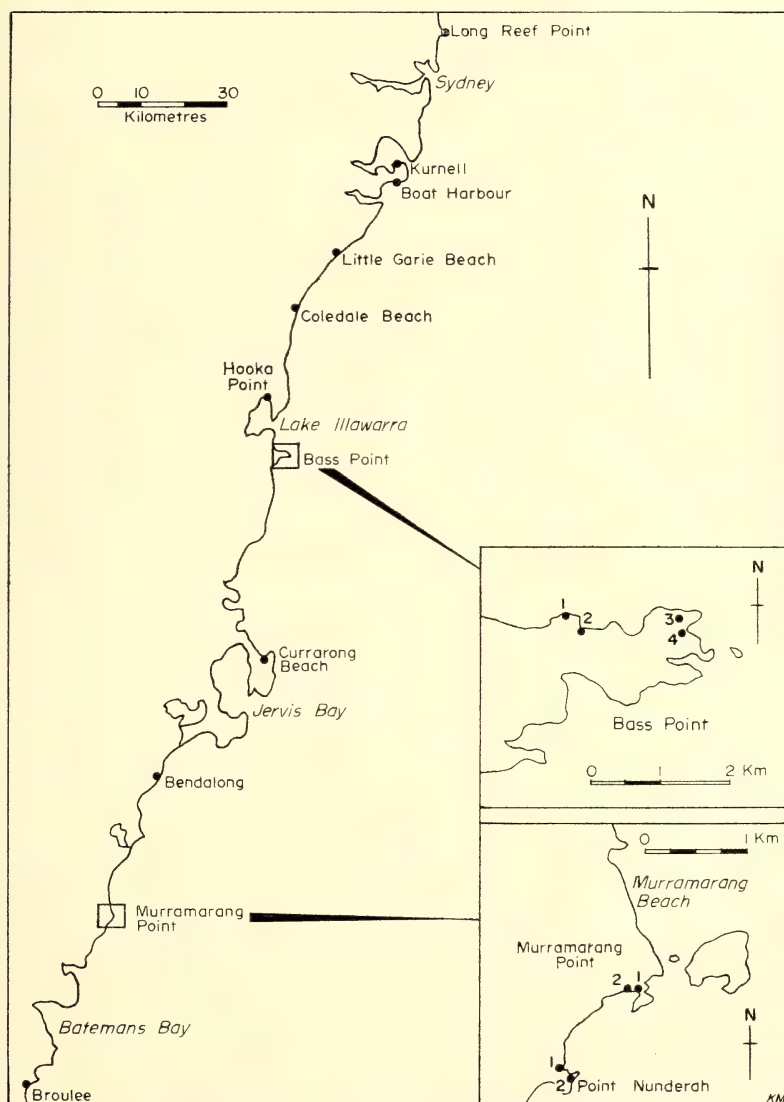 Long Reef Point
Sydney
0 10 30
Kilometres
Kurnell
Boat Harbour
N
Little Garie Beach
Coledale Beach
Hooka
Point
Lake Illawarra
Bass Point
N
1
2
3
4
Bass Point
0 1 2 Km
Currarong
Beach
Jervis Bay
Bendalong
Murramarang
Point
0 1 Km
Murramarang
Beach
Murramarang
Point
2 1
N
1
2 Point Nunderah
Batemans Bay
Broulee
KM